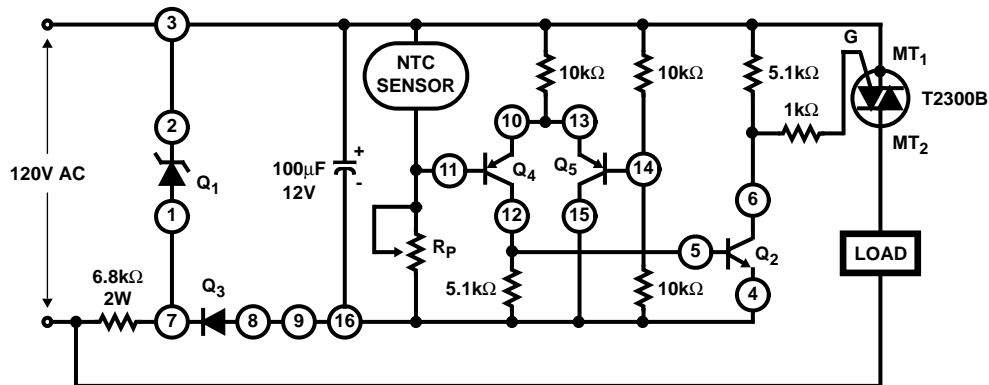 3
G
MT1
NTC
SENSOR
10kΩ
10kΩ
5.1kΩ
T2300B
1kΩ
2
10
13
MT2
120V AC
100μF
12V
+
-
11
Q4
Q5
14
Q1
1
12
15
6
RP
5
Q2
LOAD
6.8kΩ
2W
Q3
5.1kΩ
10kΩ
4
7
8
9
16